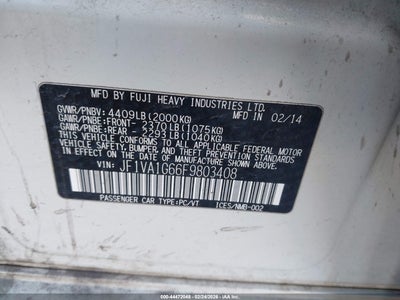 MFD BY FUJI HEAVY INDUSTRIES LTD.
GVWR/PNBV: 4409LB(2000KG) MFD IN 02/14
GAWR/PNBE:FRONT- 2370LB(1075KG)
GAWR/PNBE:REAR - 2293LB(1040KG)
THIS VEHICLE CONFORMS TO ALL APPLICABLE FEDERAL MOTOR
VEHICLE SAFETY, BUMPER, AND THEFT PREVENTION STANDARDS
IN EFFECT ON THE DATE OF MANUFACTURE SHOWN ABOVE.
VIN: JF1VA1G66F9803408
PASSENGER CAR TYPE:PC/VT ICES/NMB-002